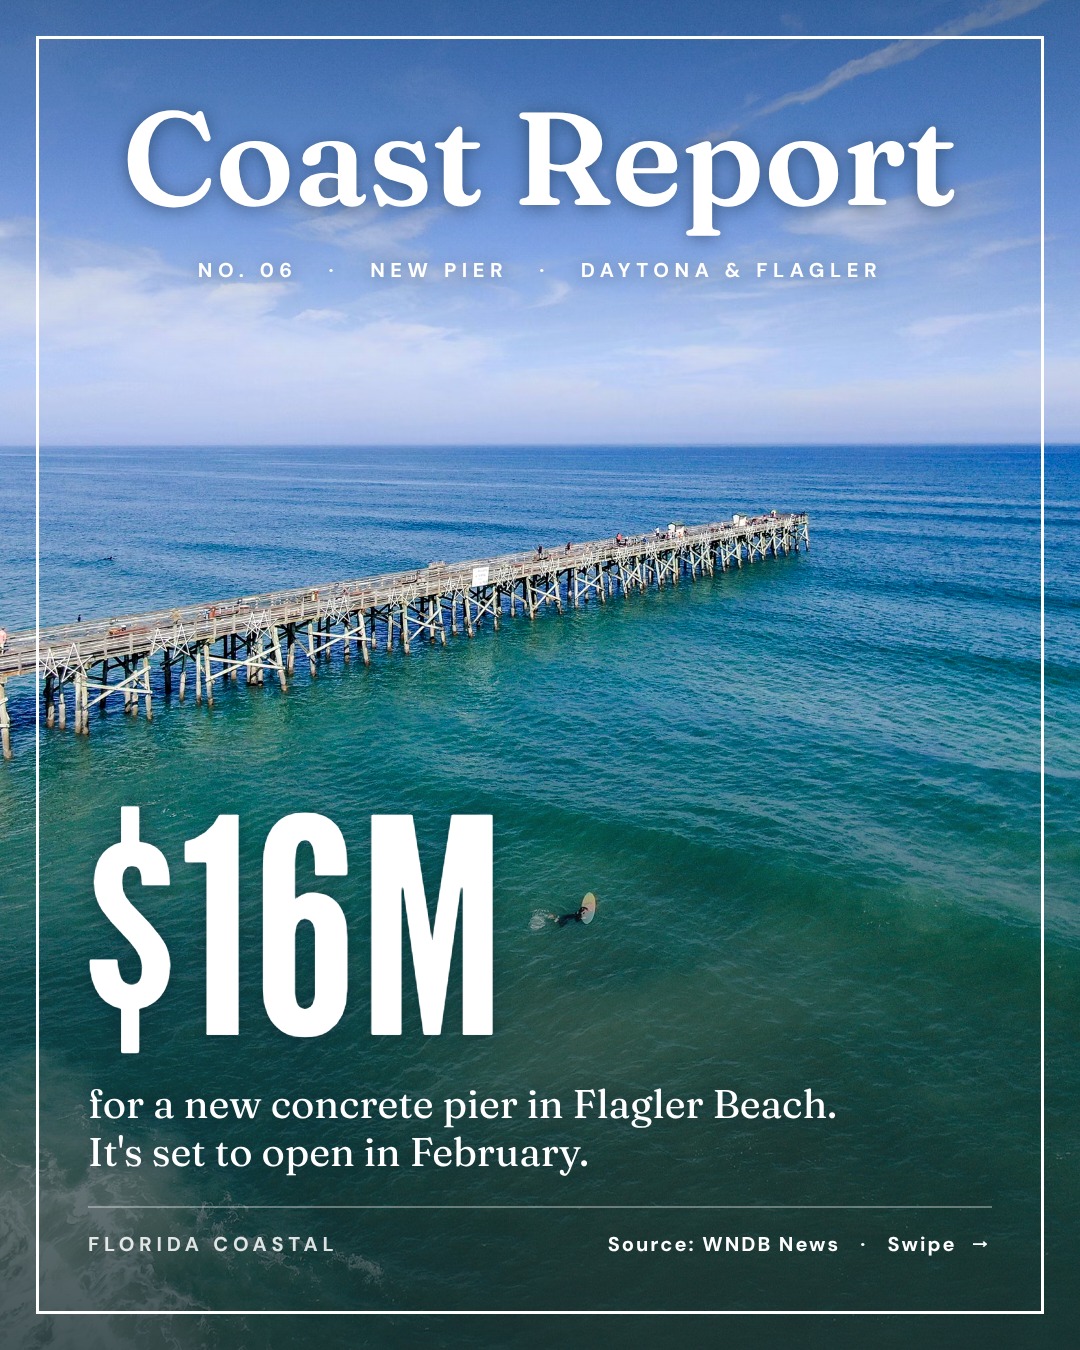 Coast Report
NO. 06 · NEW PIER · DAYTONA & FLAGLER
$16M
for a new concrete pier in Flagler Beach.
It's set to open in February.
FLORIDA COASTAL
Source: WNDB News · Swipe →